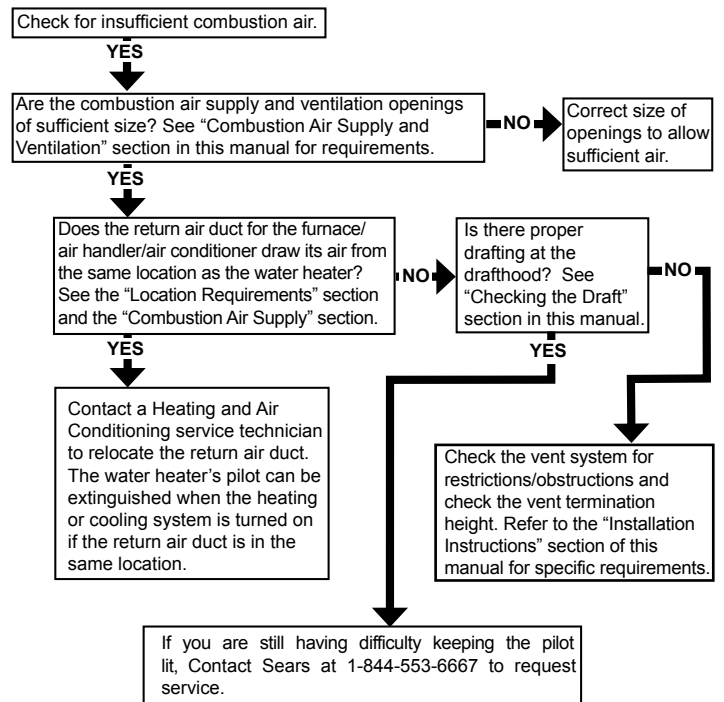 Check for insufficient combustion air.
YES
Are the combustion air supply and ventilation openings
of sufficient size? See “Combustion Air Supply and
Ventilation” section in this manual for requirements.
NO
Correct size of
openings to allow
sufficient air.
YES
Does the return air duct for the furnace/
air handler/air conditioner draw its air from
the same location as the water heater?
See the “Location Requirements” section
and the “Combustion Air Supply” section.
NO
Is there proper
drafting at the
drafthood? See
“Checking the Draft”
section in this manual.
NO
YES
YES
Contact a Heating and Air
Conditioning service technician
to relocate the return air duct.
The water heater’s pilot can be
extinguished when the heating
or cooling system is turned on
if the return air duct is in the
same location.
Check the vent system for
restrictions/obstructions and
check the vent termination
height. Refer to the “Installation
Instructions” section of this
manual for specific requirements.
If you are still having difficulty keeping the pilot
lit, Contact Sears at 1-844-553-6667 to request
service.